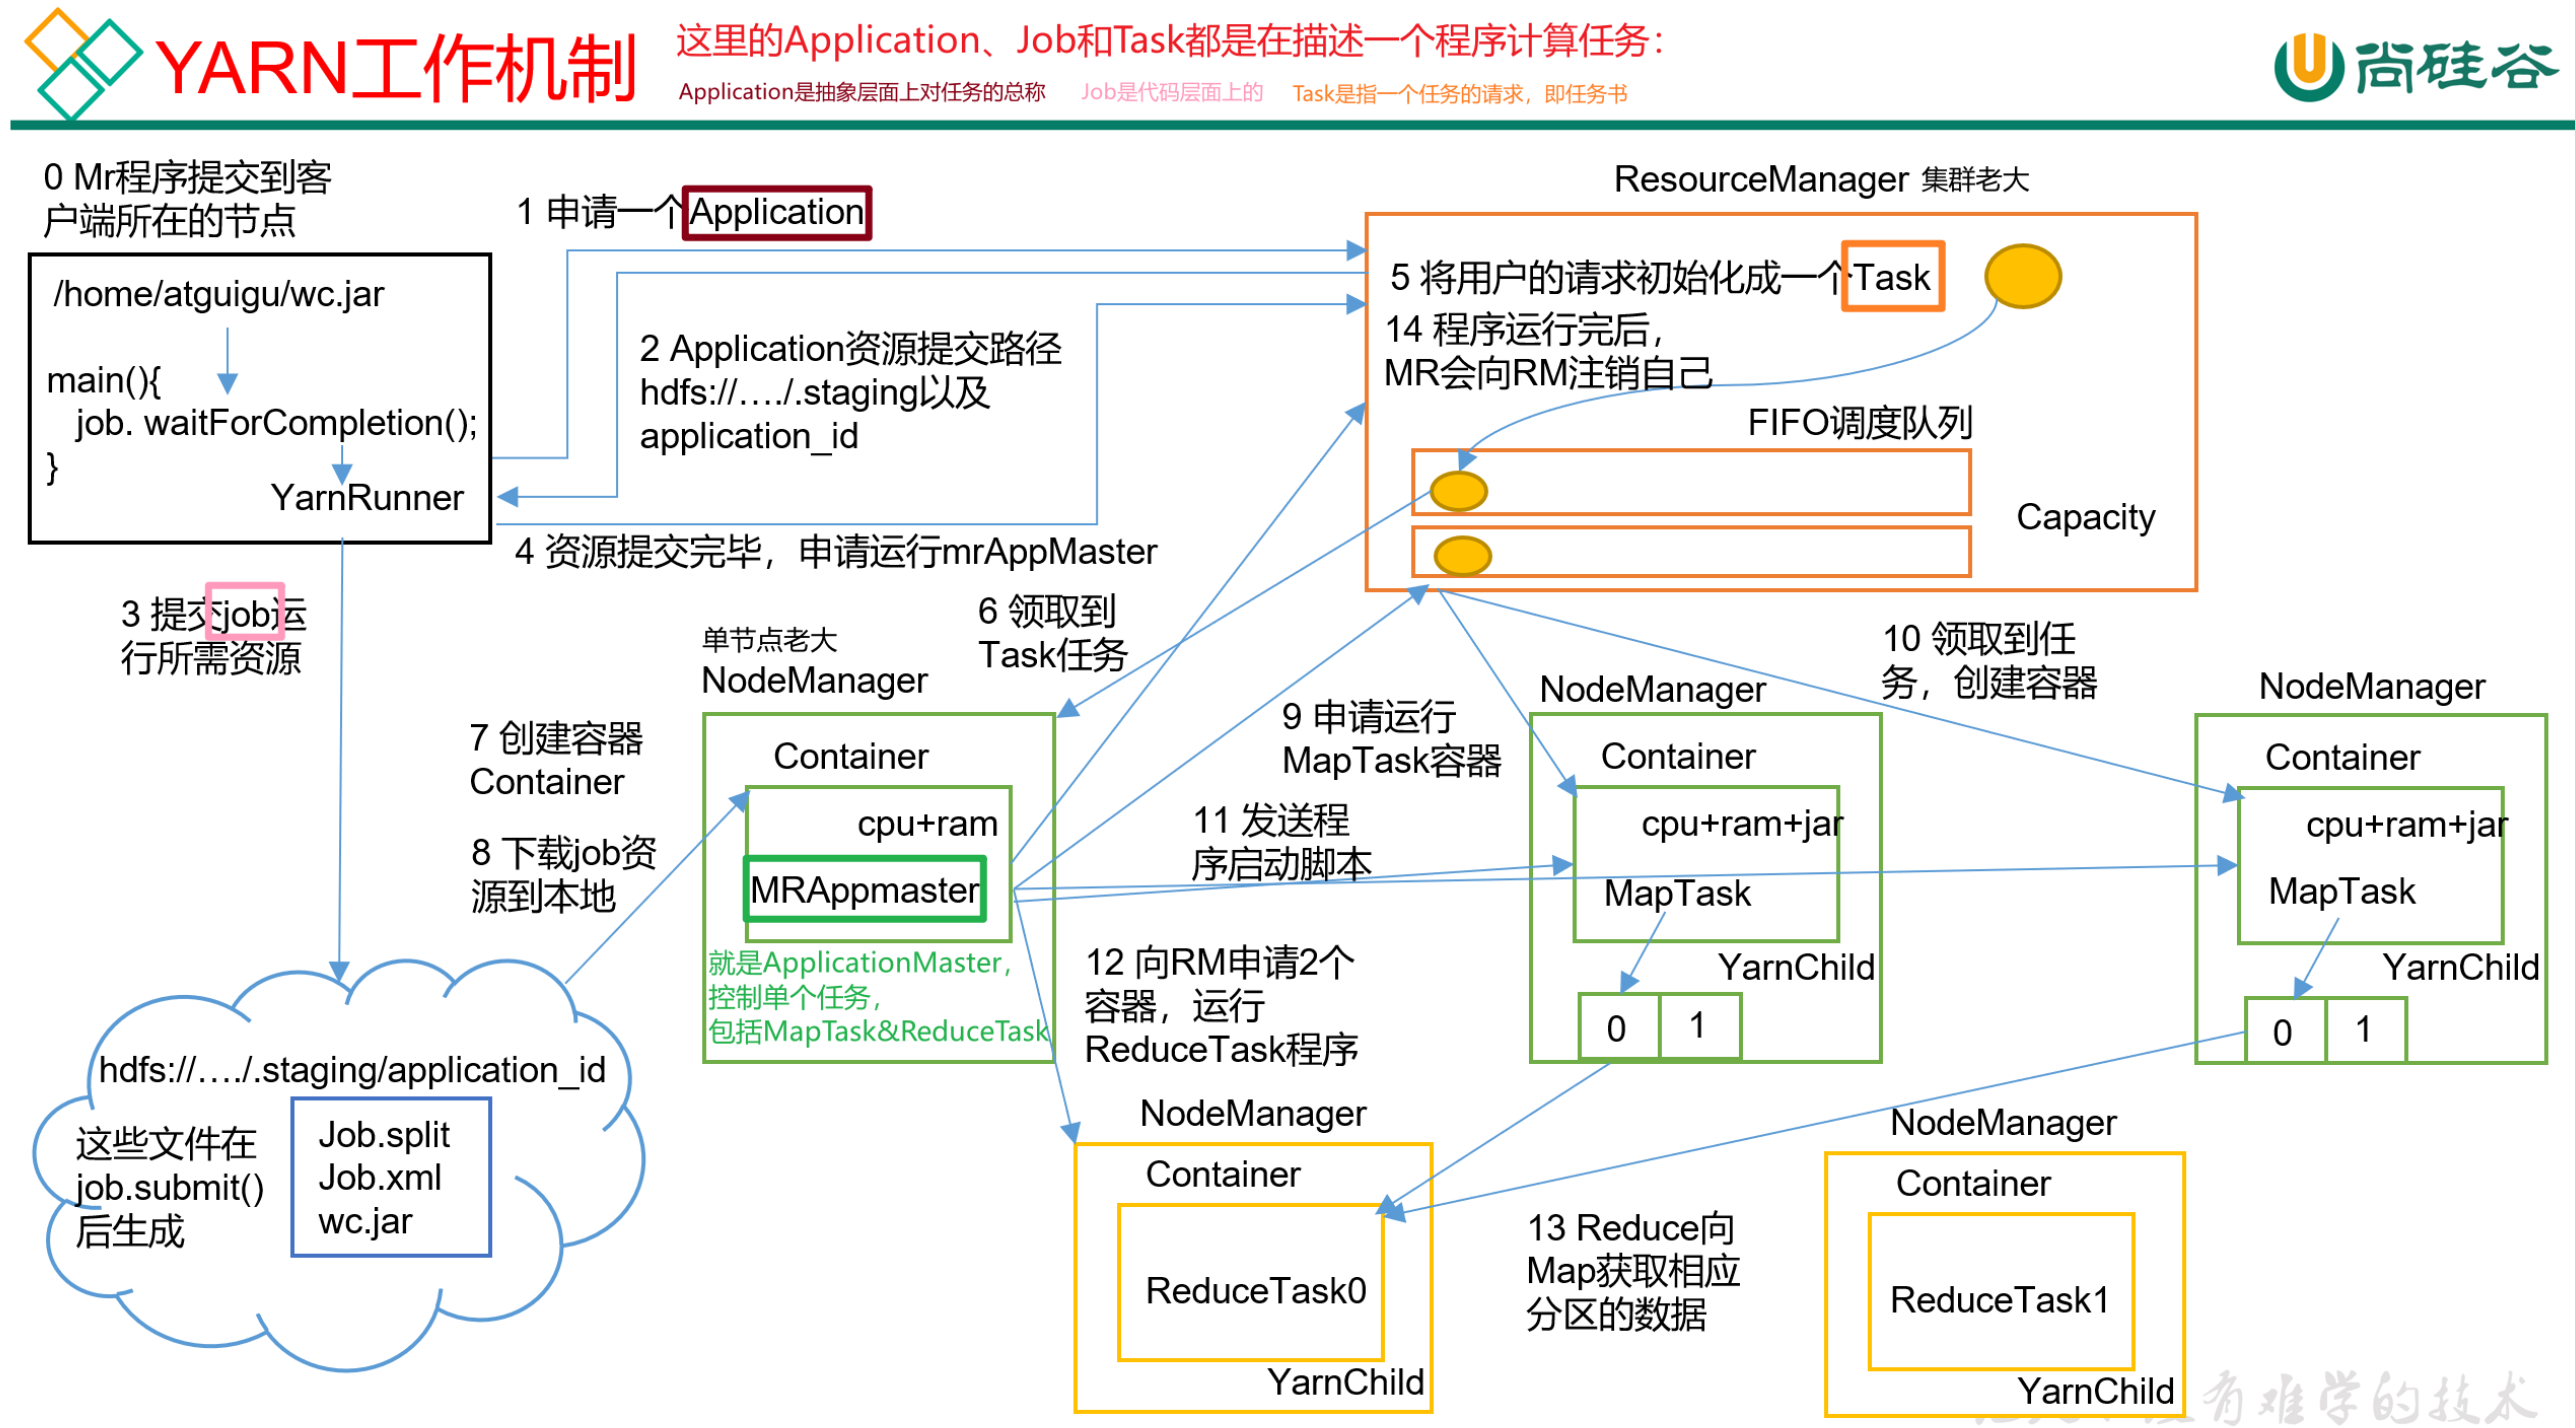 YARN工作机制
这里的Application、Job和Task都是在描述一个程序计算任务：
Application是抽象层面上对任务的总称
Job是代码层面上的
Task是指一个任务的请求，即任务书
尚硅谷
0 Mr程序提交到客
户端所在的节点
/home/atguigu/wc.jar
main(){
job. waitForCompletion();
}
YarnRunner
1 申请一个Application
2 Application资源提交路径
hdfs://…./.staging以及
application_id
3 提交job运
行所需资源
4 资源提交完毕，申请运行mrAppMaster
ResourceManager 集群老大
5 将用户的请求初始化成一个Task
14 程序运行完后，
MR会向RM注销自己
FIFO调度队列
Capacity
6 领取到
Task任务
单节点老大
NodeManager
7 创建容器
Container
8 下载job资
源到本地
Container
cpu+ram
MRAppmaster
就是ApplicationMaster，
控制单个任务，
包括MapTask&ReduceTask
9 申请运行
MapTask容器
10 领取到任
务，创建容器
11 发送程
序启动脚本
NodeManager
Container
cpu+ram+jar
MapTask
YarnChild
0
1
NodeManager
Container
cpu+ram+jar
MapTask
YarnChild
0
1
12 向RM申请2个
容器，运行
ReduceTask程序
hdfs://…./.staging/application_id
这些文件在
job.submit()
后生成
Job.split
Job.xml
wc.jar
NodeManager
Container
ReduceTask0
YarnChild
13 Reduce向
Map获取相应
分区的数据
NodeManager
Container
ReduceTask1
YarnChild
有难学的技术